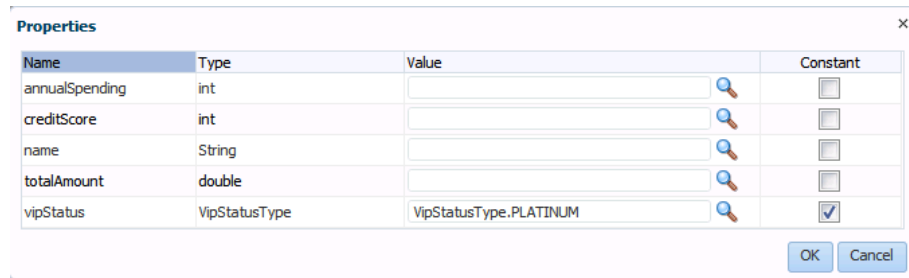 Properties
Name Type Value Constant
annualSpending int
creditScore int
name String
totalAmount double
vipStatus VipStatusType VipStatusType.PLATINUM
OK Cancel